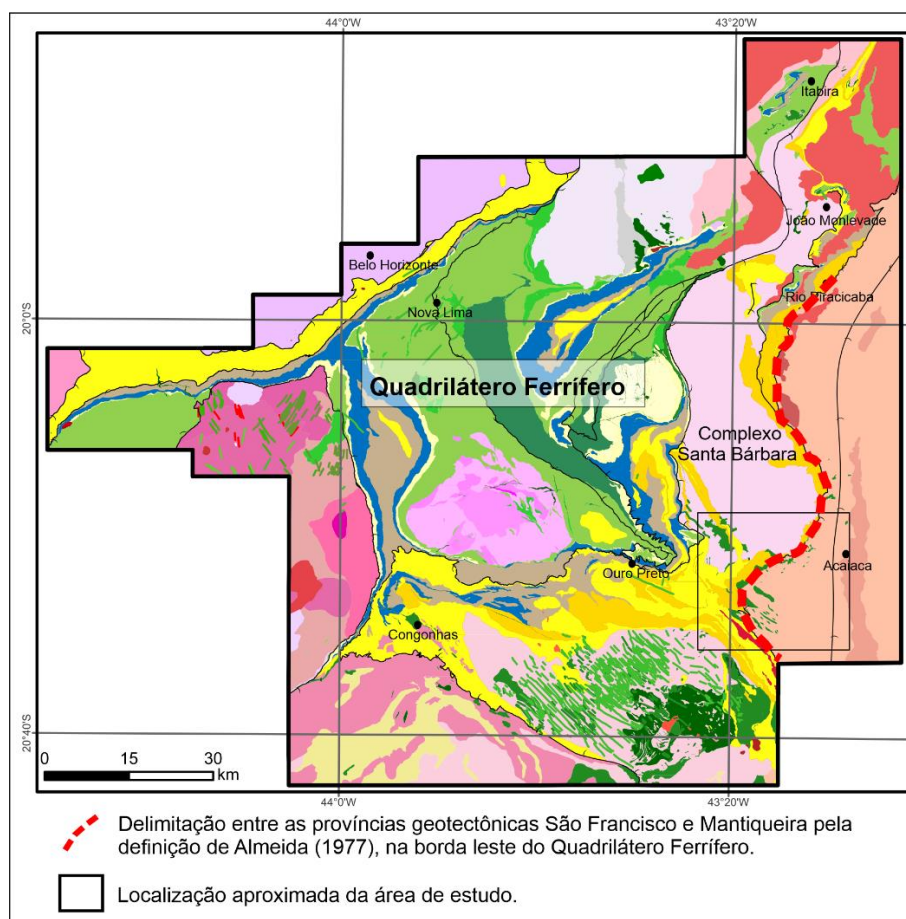 44°0'W
43°20'W
Itabira
João Monlevade
Belo Horizonte
Rio Piracicaba
Nova Lima
20°0'S
Quadrilátero Ferrífero
Complexo
Santa Bárbara
Ouro Preto
Acaiaca
Congonhas
20°40'S
0 15 30
km
44°0'W
43°20'W
Delimitação entre as províncias geotectônicas São Francisco e Mantiqueira pela
definição de Almeida (1977), na borda leste do Quadrilátero Ferrífero.
Localização aproximada da área de estudo.